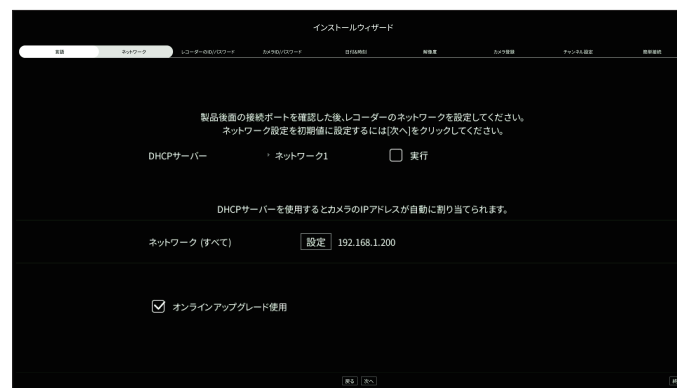 インストールウィザード
言語 ネットワーク レコーダーのID/パスワード カメラID/パスワード 日付&時刻 解像度 カメラ登録 チャンネル設定 簡単接続
製品後面の接続ポートを確認した後、レコーダーのネットワークを設定してください。
ネットワーク設定を初期値に設定するには[次へ]をクリックしてください。
DHCPサーバー ネットワーク1 実行
DHCPサーバーを使用するとカメラのIPアドレスが自動に割り当てられます。
ネットワーク (すべて) 設定 192.168.1.200
オンラインアップグレード使用
戻る 次へ